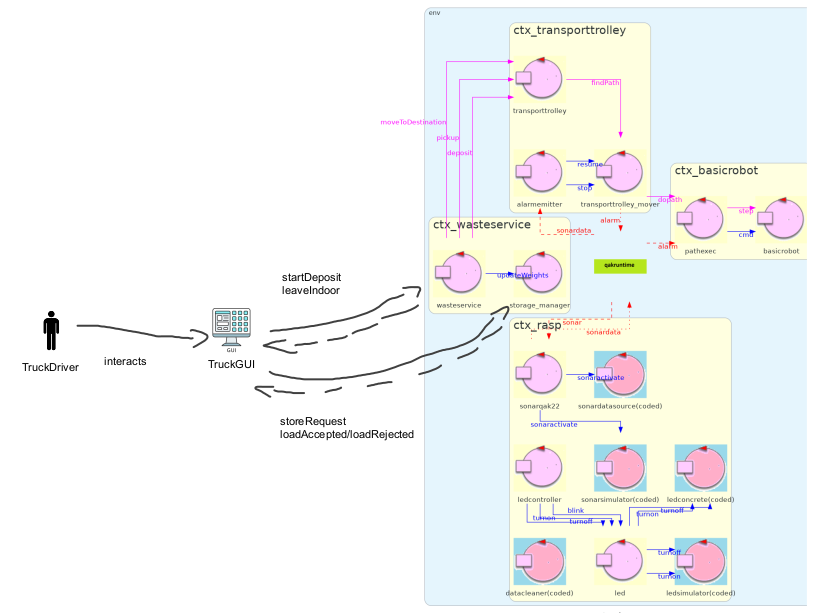 env
ctx_transporttrolley
findPath
transporttrolley
moveToDestination
pickup
deposit
resume
stop
alarmemitter
transporttrolley_mover
ctx_basicrobot
dopath
step
cmd
alarm
sonardata
alarm
pathexec
basicrobot
ctx_wasteservice
updateWeights
wasteservice
storage_manager
qakruntime
startDeposit
leaveIndoor
GUI
TruckDriver
interacts
TruckGUI
storeRequest
loadAccepted/loadRejected
ctx_rasp
sonar
sonardata
sonaractivate
sonarqak22
sonardatasource(coded)
sonaractivate
ledcontroller
sonarsimulator(coded)
ledconcrete(coded)
blink
turnon
turnoff
turnon
turnoff
turnoff
turnon
datacleaner(coded)
led
ledsimulator(coded)